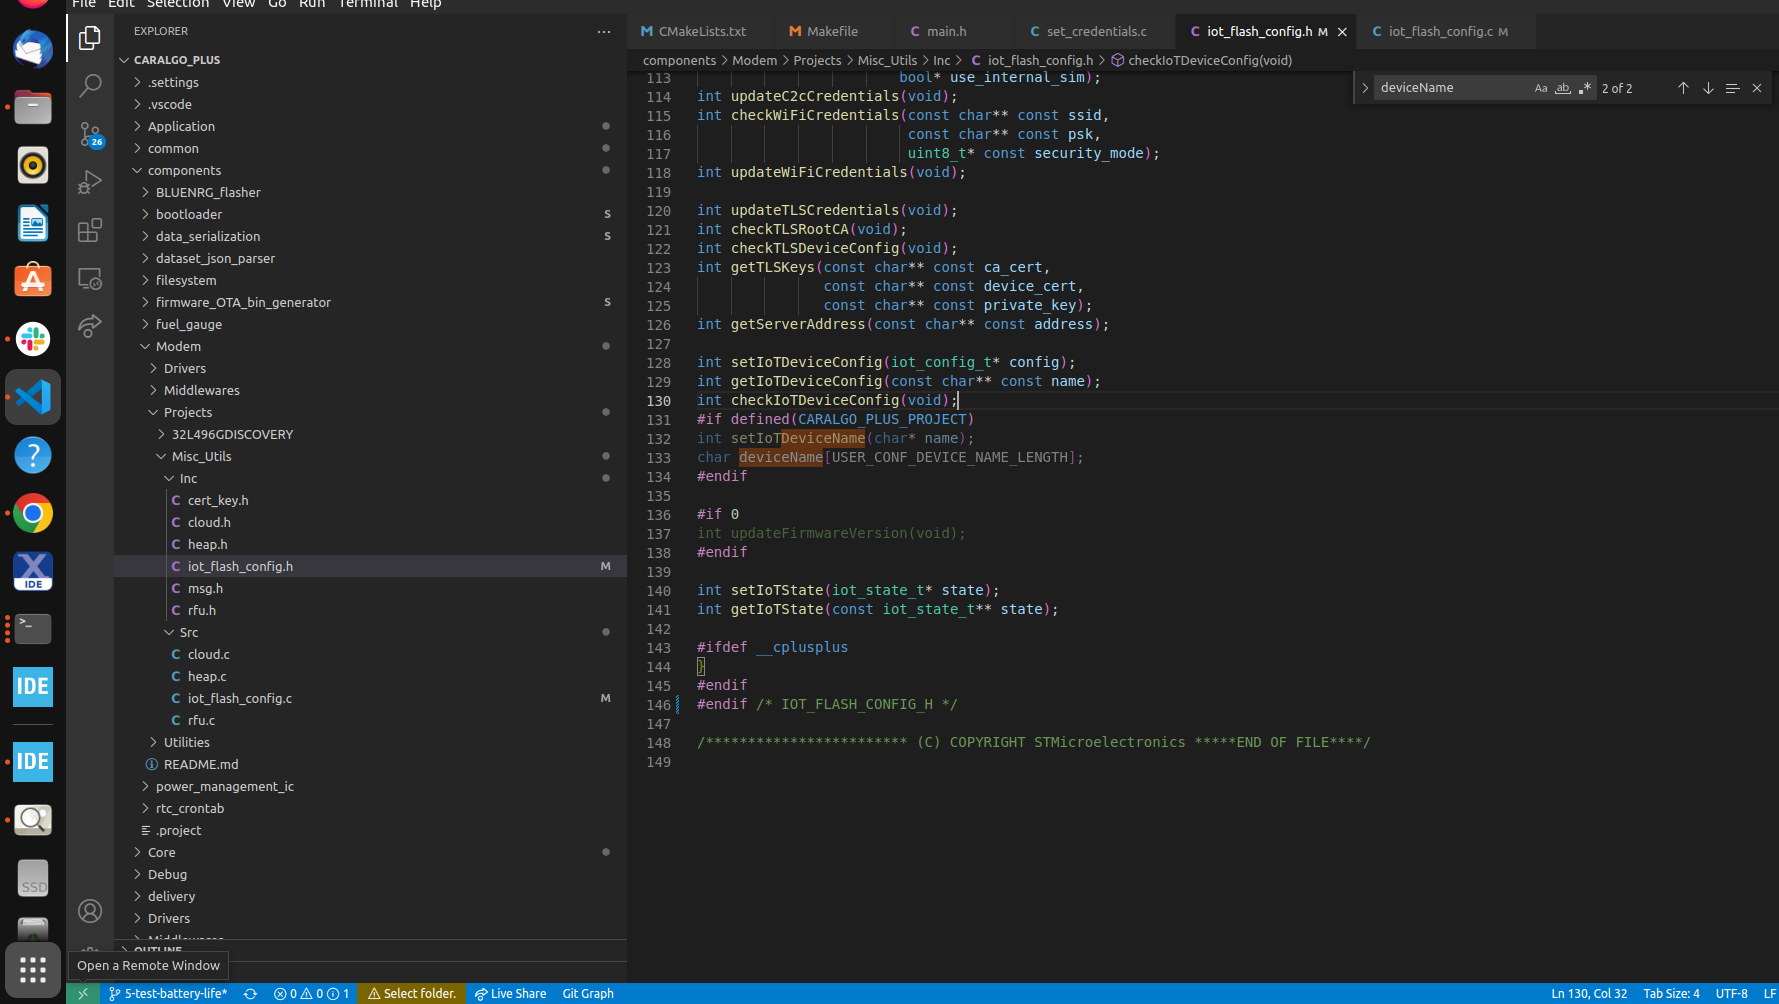 File Edit Selection View Go Run Terminal Help
EXPLORER
CARALGO_PLUS
.settings
.vscode
Application
common
components
BLUENRG_flasher
bootloader S
data_serialization S
dataset_json_parser
filesystem
firmware_OTA_bin_generator S
fuel_gauge
Modem
Drivers
Middlewares
Projects
32L496GDISCOVERY
Misc_Utils
Inc
C cert_key.h
C cloud.h
C heap.h
C iot_flash_config.h M
C msg.h
C rfu.h
Src
C cloud.c
C heap.c
C iot_flash_config.c M
C rfu.c
Utilities
README.md
power_management_ic
rtc_crontab
.project
Core
Debug
delivery
Drivers
Middlewares
OUTLINE
Open a Remote Window
26
IDE
IDE
IDE
SSD
M CMakeLists.txt M Makefile C main.h C set_credentials.c C iot_flash_config.h M C iot_flash_config.c M
components > Modem > Projects > Misc_Utils > Inc > C iot_flash_config.h > checkIoTDeviceConfig(void)
deviceName Aa ab .* 2 of 2
113 bool* use_internal_sim);
114 int updateC2cCredentials(void);
115 int checkWiFiCredentials(const char** const ssid,
116 const char** const psk,
117 uint8_t* const security_mode);
118 int updateWiFiCredentials(void);
119
120 int updateTLSCredentials(void);
121 int checkTLSRootCA(void);
122 int checkTLSDeviceConfig(void);
123 int getTLSKeys(const char** const ca_cert,
124 const char** const device_cert,
125 const char** const private_key);
126 int getServerAddress(const char** const address);
127
128 int setIoTDeviceConfig(iot_config_t* config);
129 int getIoTDeviceConfig(const char** const name);
130 int checkIoTDeviceConfig(void);
131 #if defined(CARALGO_PLUS_PROJECT)
132 int setIoTDeviceName(char* name);
133 char deviceName[USER_CONF_DEVICE_NAME_LENGTH];
134 #endif
135
136 #if 0
137 int updateFirmwareVersion(void);
138 #endif
139
140 int setIoTState(iot_state_t* state);
141 int getIoTState(const iot_state_t** state);
142
143 #ifdef __cplusplus
144 }
145 #endif
146 #endif /* IOT_FLASH_CONFIG_H */
147
148 /************************ (C) COPYRIGHT STMicroelectronics *****END OF FILE****/
149
5-test-battery-life* 0 0 1 Select folder. Live Share Git Graph Ln 130, Col 32 Tab Size: 4 UTF-8 LF